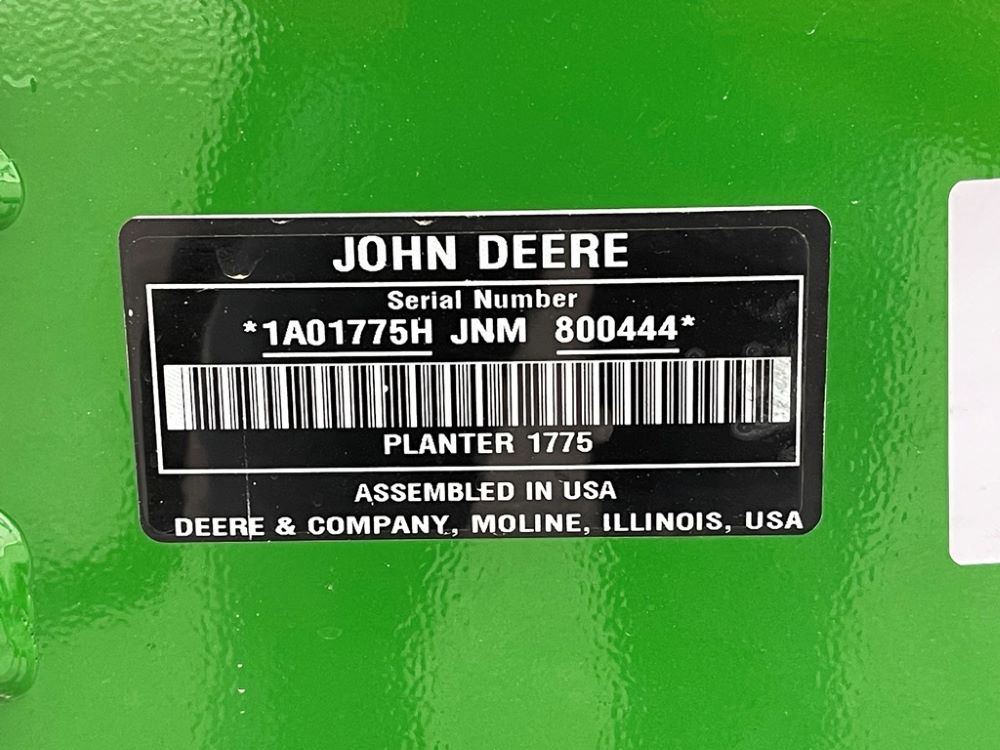 JOHN DEERE
Serial Number
*1A01775H JNM 800444*
PLANTER 1775
ASSEMBLED IN USA
DEERE & COMPANY, MOLINE, ILLINOIS, USA